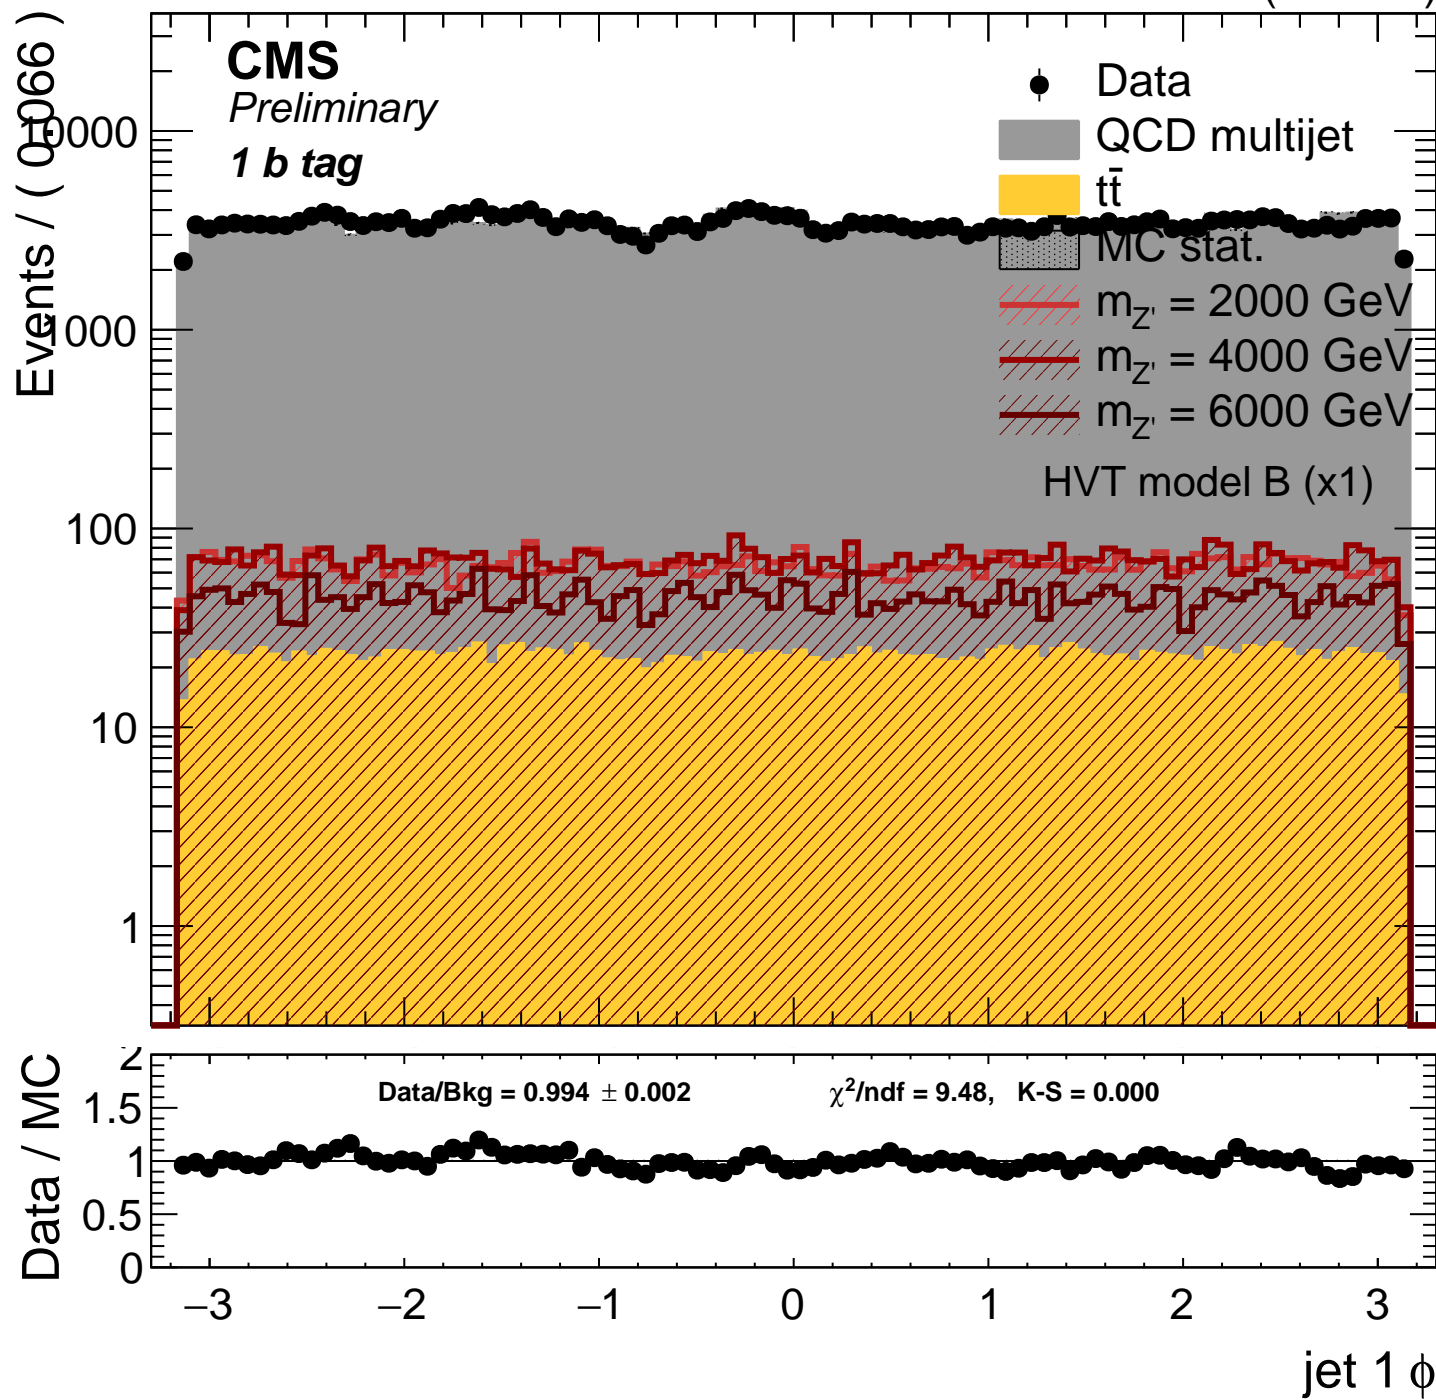 CMS
Preliminary
1 b tag
Data
QCD multijet
tt̄
MC stat.
m_Z' = 2000 GeV
m_Z' = 4000 GeV
m_Z' = 6000 GeV
HVT model B (x1)
Events / ( 0.066 )
10000
1000
100
10
1
Data / MC
2
1.5
1
0.5
0
Data/Bkg = 0.994 ± 0.002
χ²/ndf = 9.48, K-S = 0.000
−3 −2 −1 0 1 2 3
jet 1 ϕ